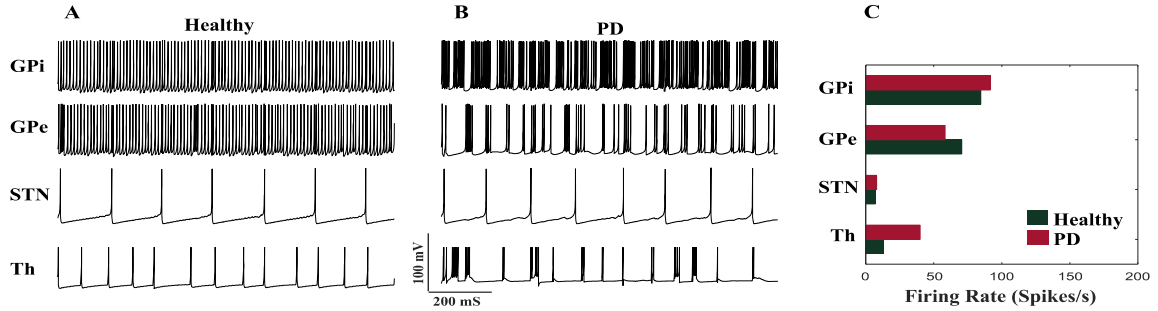 A
Healthy
GPi
GPe
STN
Th
B
PD
100 mV
200 mS
C
GPi
GPe
STN
Th
Healthy
PD
0 50 100 150 200
Firing Rate (Spikes/s)